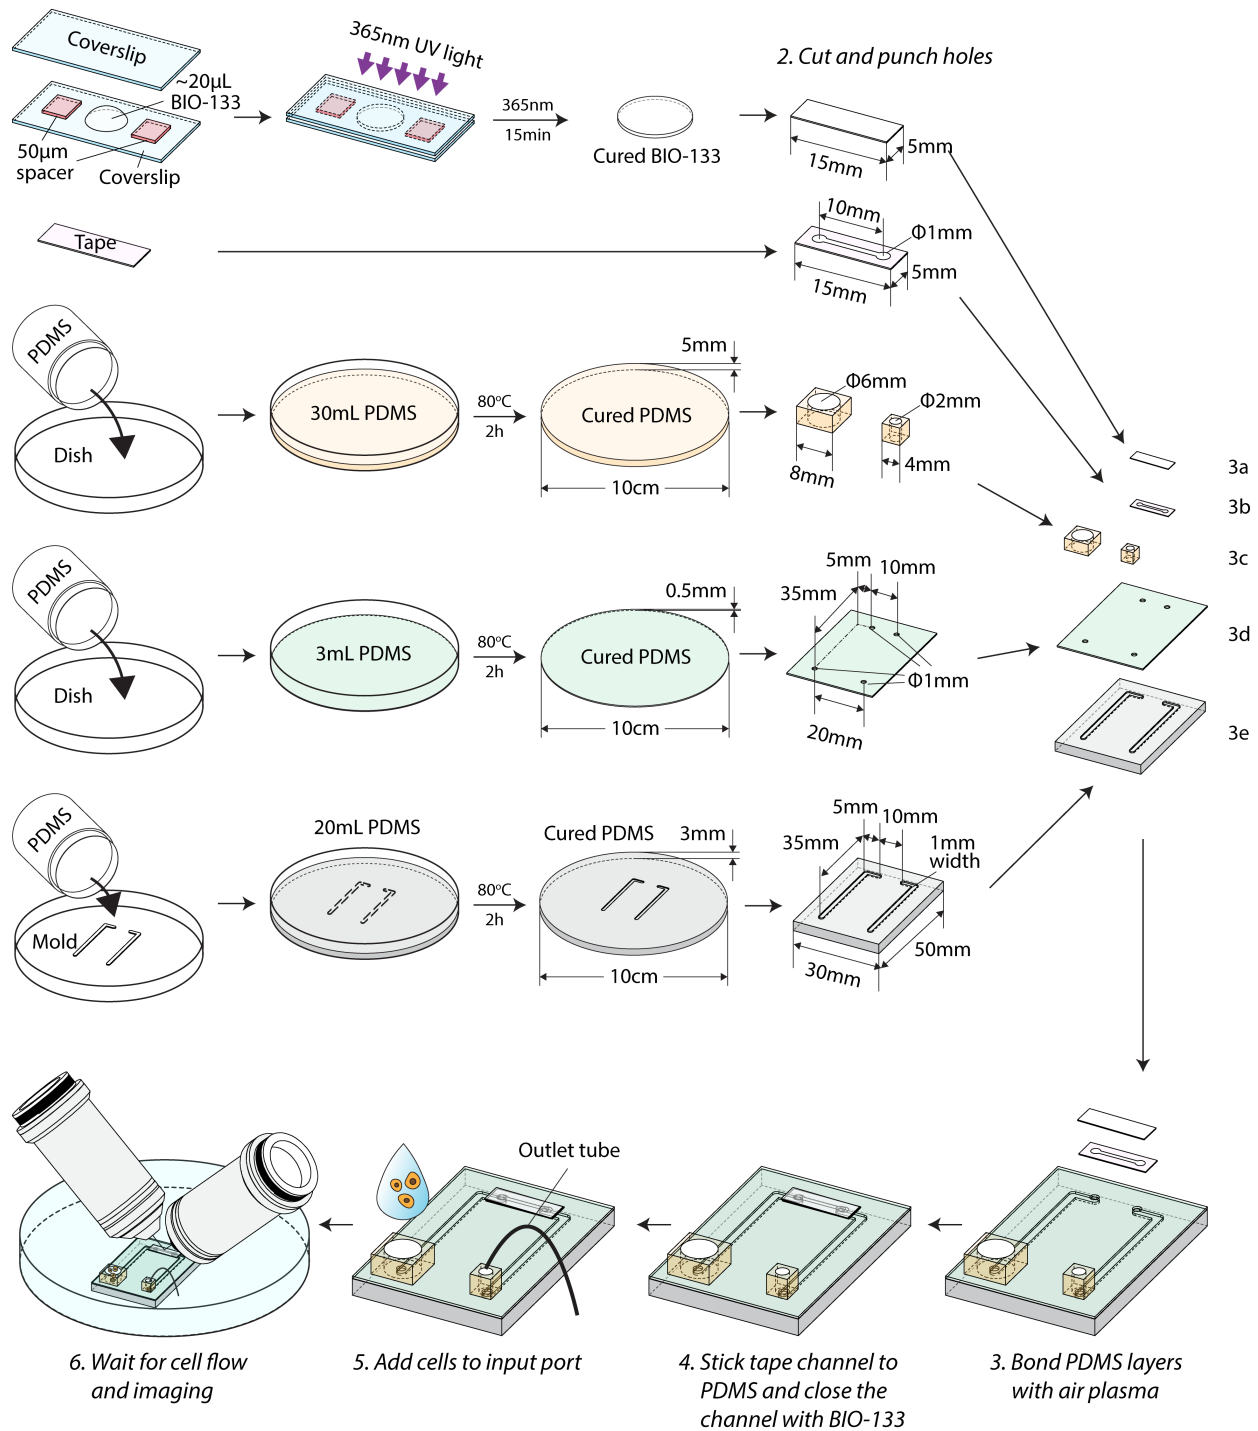 Coverslip
~20µL
BIO-133
50µm
spacer
Coverslip
365nm UV light
365nm
15min
Cured BIO-133
2. Cut and punch holes
15mm
5mm
Tape
10mm
Φ1mm
15mm
5mm
PDMS
Dish
30mL PDMS
80°C
2h
5mm
Cured PDMS
10cm
Φ6mm
8mm
Φ2mm
4mm
3a
3b
3c
3d
3e
PDMS
Dish
3mL PDMS
80°C
2h
0.5mm
Cured PDMS
10cm
5mm
10mm
35mm
Φ1mm
20mm
PDMS
Mold
20mL PDMS
80°C
2h
Cured PDMS
3mm
10cm
5mm
10mm
35mm
1mm
width
30mm
50mm
Outlet tube
6. Wait for cell flow
and imaging
5. Add cells to input port
4. Stick tape channel to
PDMS and close the
channel with BIO-133
3. Bond PDMS layers
with air plasma